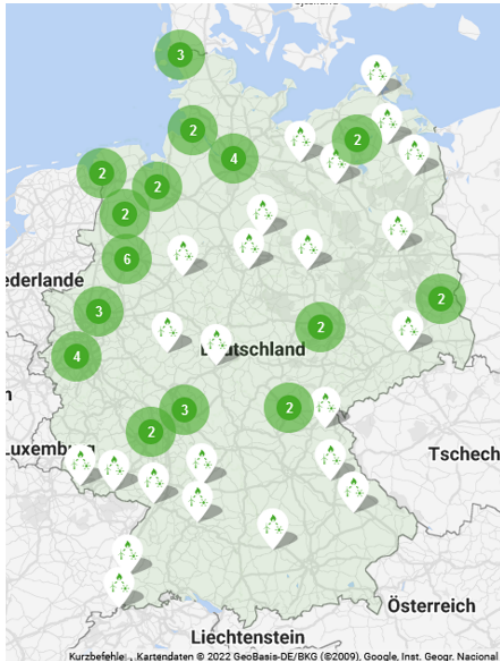 3
2
4
2
2
2
2
6
ederlande
2
3
2
4
Deutschland
2
3
2
Luxemburg
Tschech
Österreich
Liechtenstein
Kurzbefehle Kartendaten © 2022 GeoBasis-DE/BKG (©2009), Google, Inst. Geogr. Nacional